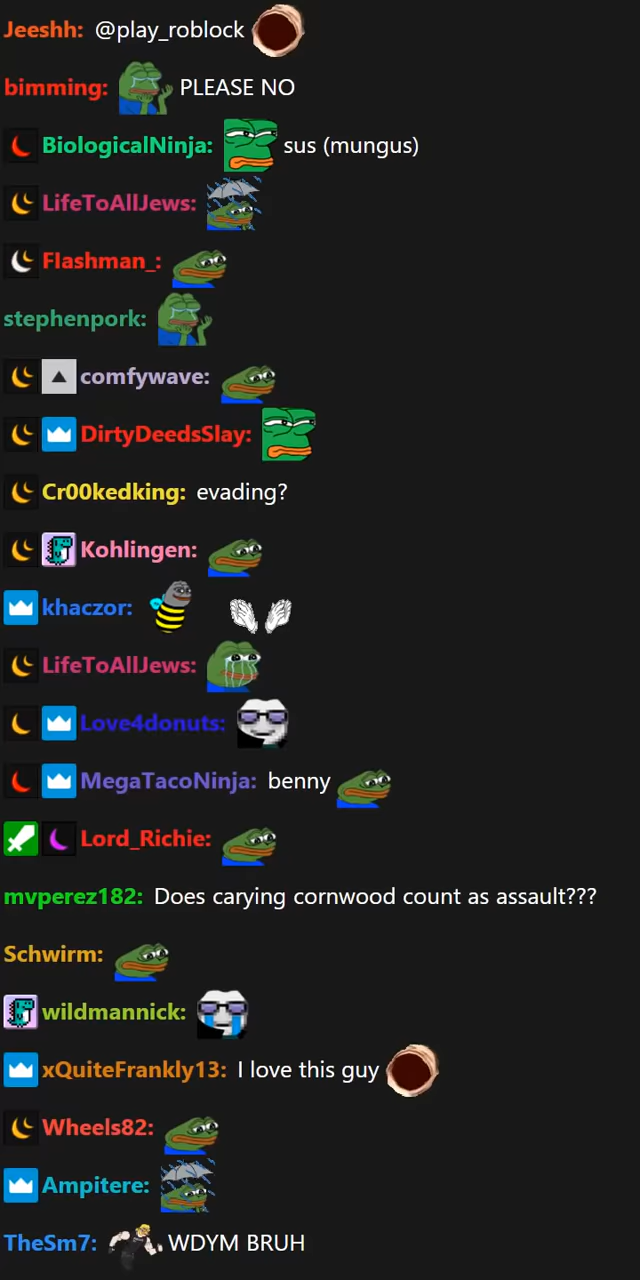 Jeeshh: @play_roblock
bimming: PLEASE NO
BiologicalNinja: sus (mungus)
LifeToAllJews:
Flashman_:
stephenpork:
comfywave:
DirtyDeedsSlay:
Cr00kedking: evading?
Kohlingen:
khaczor:
LifeToAllJews:
Love4donuts:
MegaTacoNinja: benny
Lord_Richie:
mvperez182: Does carying cornwood count as assault???
Schwirm:
wildmannick:
xQuiteFrankly13: I love this guy
Wheels82:
Ampitere:
TheSm7: WDYM BRUH